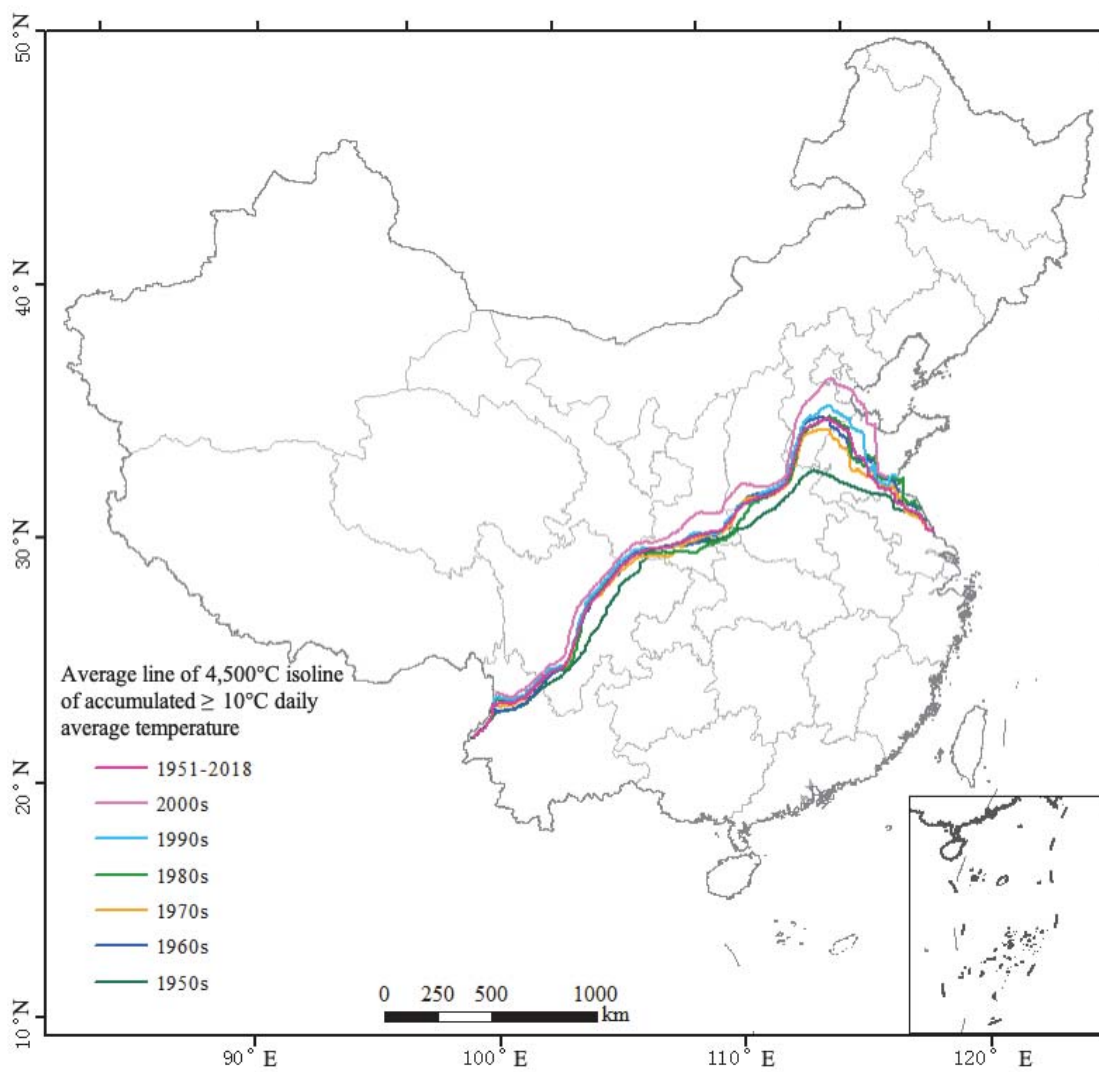 50°N
40°N
30°N
20°N
10°N
Average line of 4,500°C isoline
of accumulated ≥ 10°C daily
average temperature
1951-2018
2000s
1990s
1980s
1970s
1960s
1950s
0 250 500 1000
km
90°E 100°E 110°E 120°E